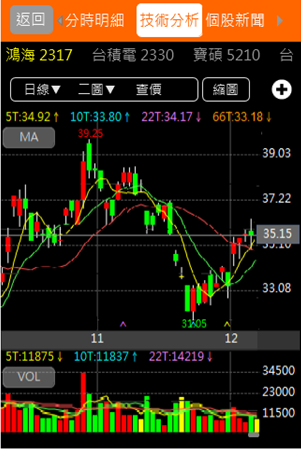 返回 分時明細 技術分析 個股新聞
鴻海 2317 台積電 2330 寶碩 5210 台
日線▼ 二圖▼ 查價 縮圖
5T:34.92↑ 10T:33.80↑ 22T:34.17↓ 66T:33.18↓
MA
39.25
39.03
37.22
35.15
35.10
33.08
31.05
11 12
5T:11875↓ 10T:11837↑ 22T:14219↓
VOL
34500
23000
11500